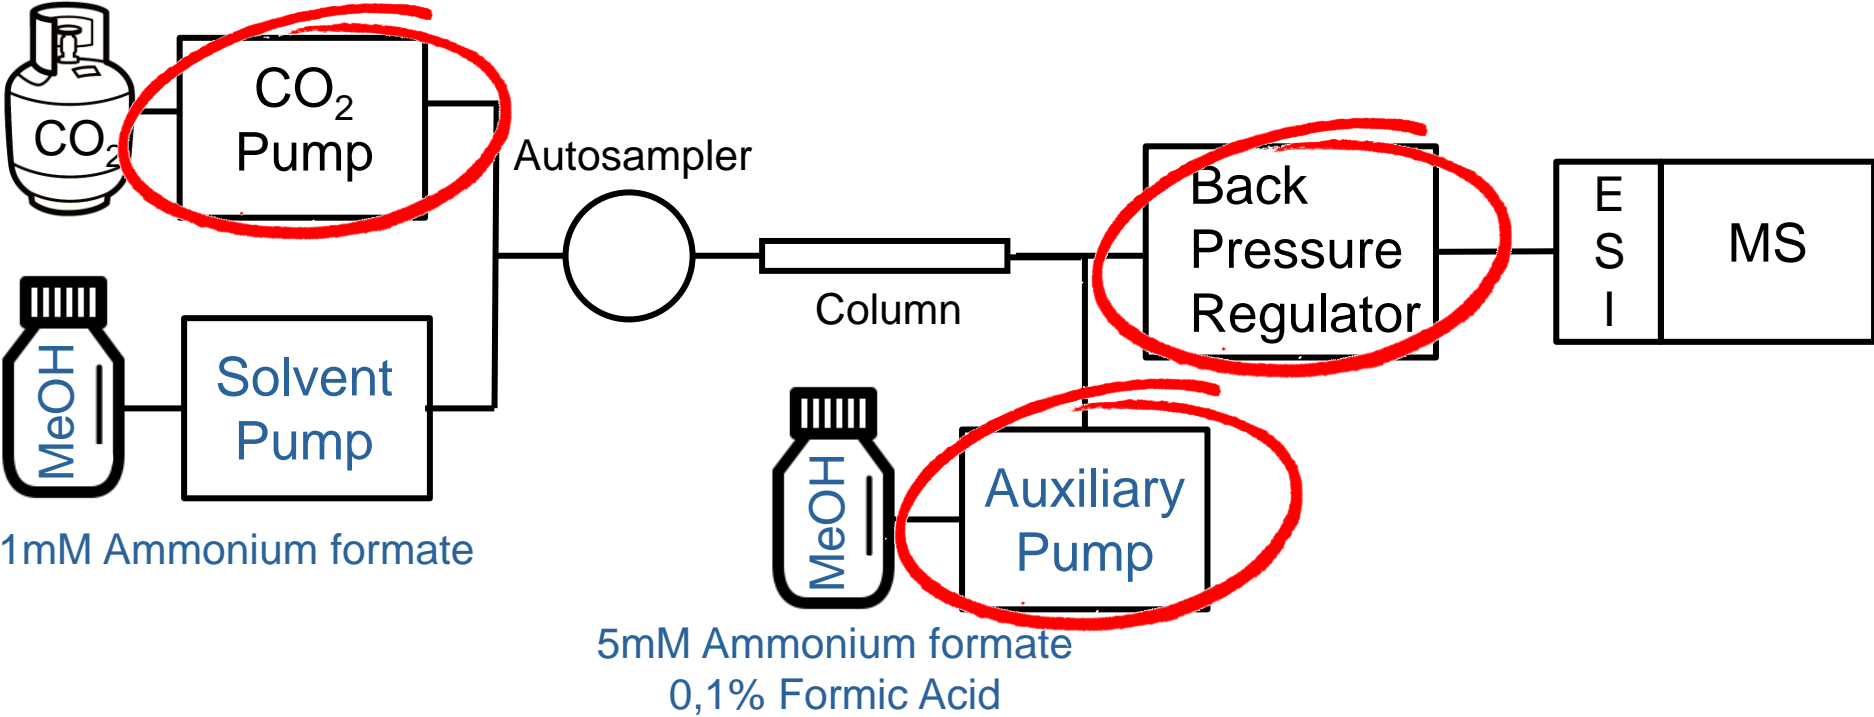 CO2
CO2
Pump
Autosampler
Column
Back
Pressure
Regulator
E
S
I
MS
MeOH
Solvent
Pump
1mM Ammonium formate
MeOH
Auxiliary
Pump
5mM Ammonium formate
0,1% Formic Acid